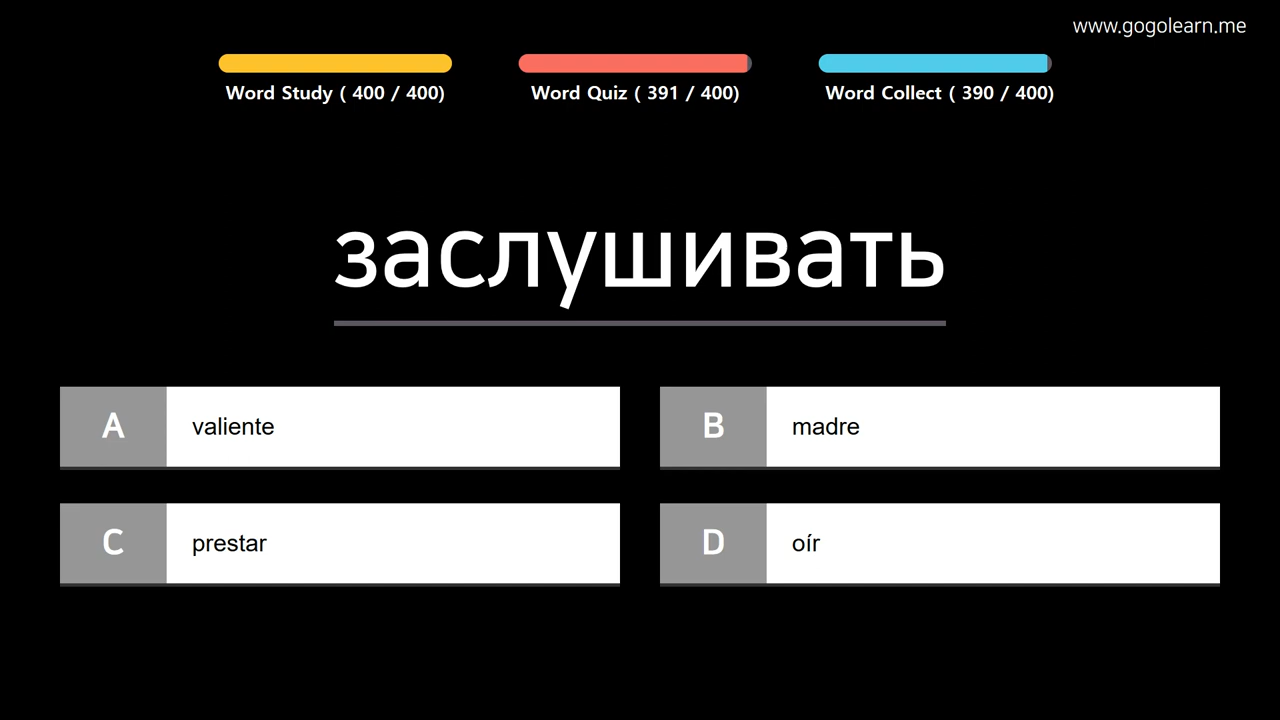 www.gogolearn.me
Word Study ( 400 / 400)
Word Quiz ( 391 / 400)
Word Collect ( 390 / 400)
заслушивать
A valiente
B madre
C prestar
D oír